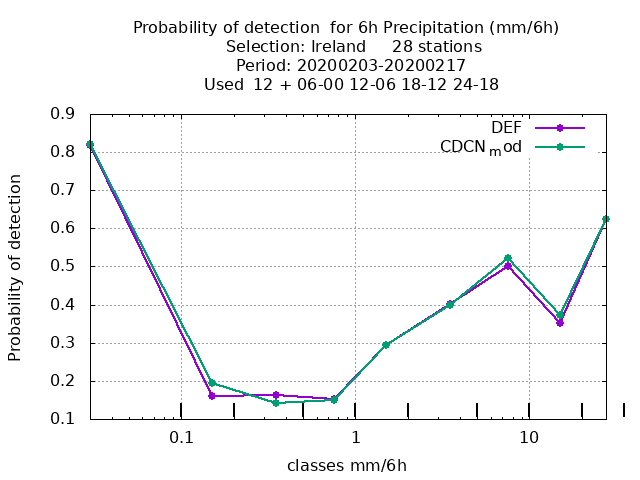 Probability of detection  for 6h Precipitation (mm/6h)
Selection: Ireland     28 stations
Period: 20200203-20200217
Used  12 + 06-00 12-06 18-12 24-18
DEF
CDCN_mod
0.9
0.8
0.7
0.6
0.5
0.4
0.3
0.2
0.1
Probability of detection
0.1
1
10
classes mm/6h